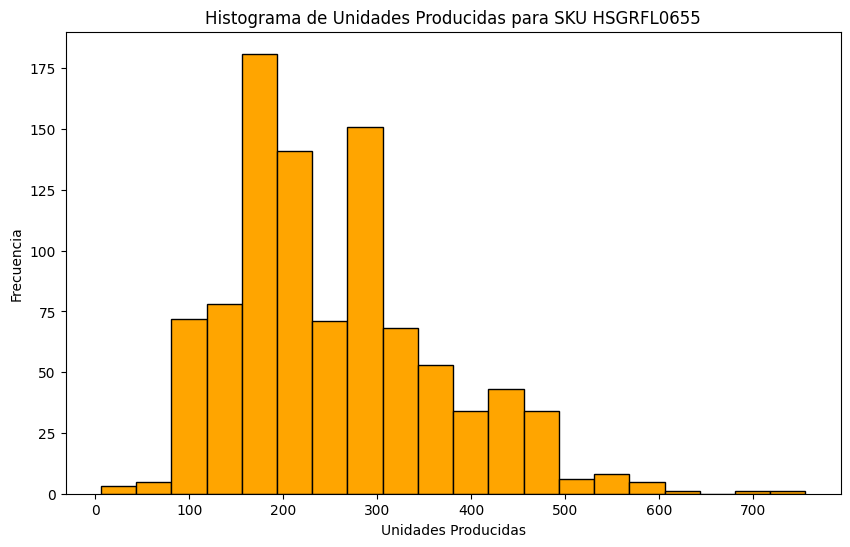 Histograma de Unidades Producidas para SKU HSGRFL0655
175
150
125
100
75
50
25
0
Frecuencia
0 100 200 300 400 500 600 700
Unidades Producidas